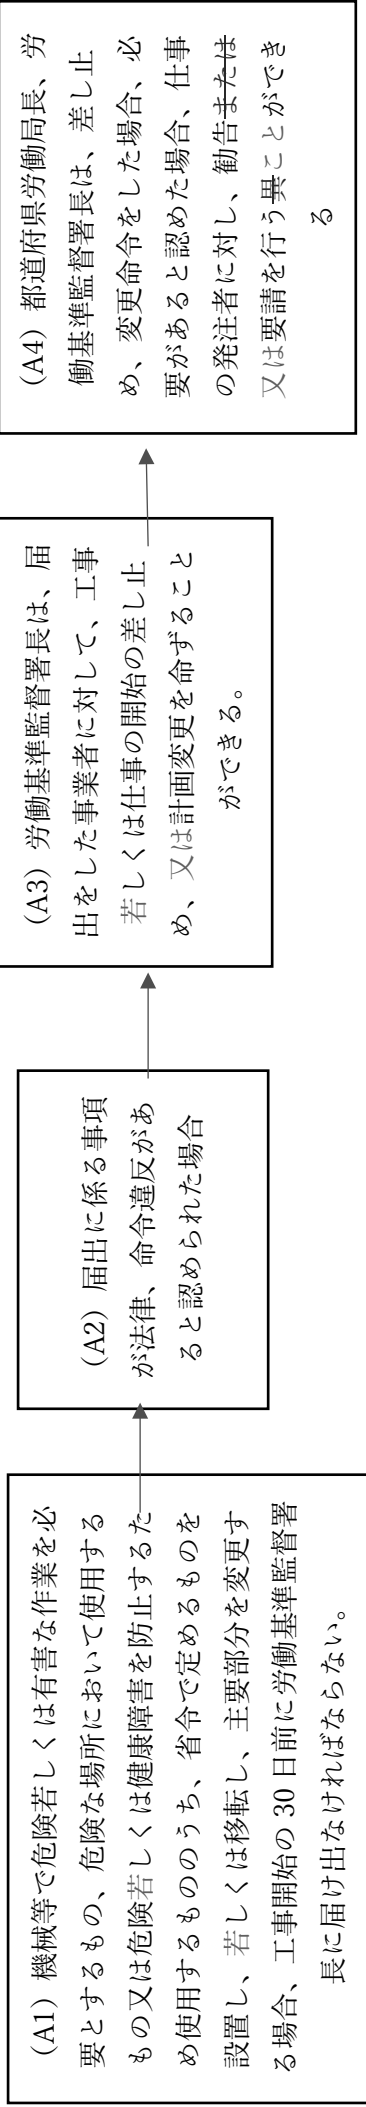 （A1）機械等で危険若しくは有害な作業を必
要とするもの、危険な場所において使用する
もの又は危険若しくは健康障害を防止するた
め使用するもののうち、省令で定めるものを
設置し、若しくは移転し、主要部分を変更す
る場合、工事開始の 30 日前に労働基準監督署
長に届け出なければならない。
（A2）届出に係る事項
が法律、命令違反があ
ると認められた場合
（A3）労働基準監督署長は、届
出をした事業者に対して、工事
若しくは仕事の開始の差し止
め、又は計画変更を命ずること
ができる。
（A4）都道府県労働局長、労
働基準監督署長は、差し止
め、変更命令をした場合、必
要があると認めた場合、仕事
の発注者に対し、勧告または
又は要請を行う異ことができ
る